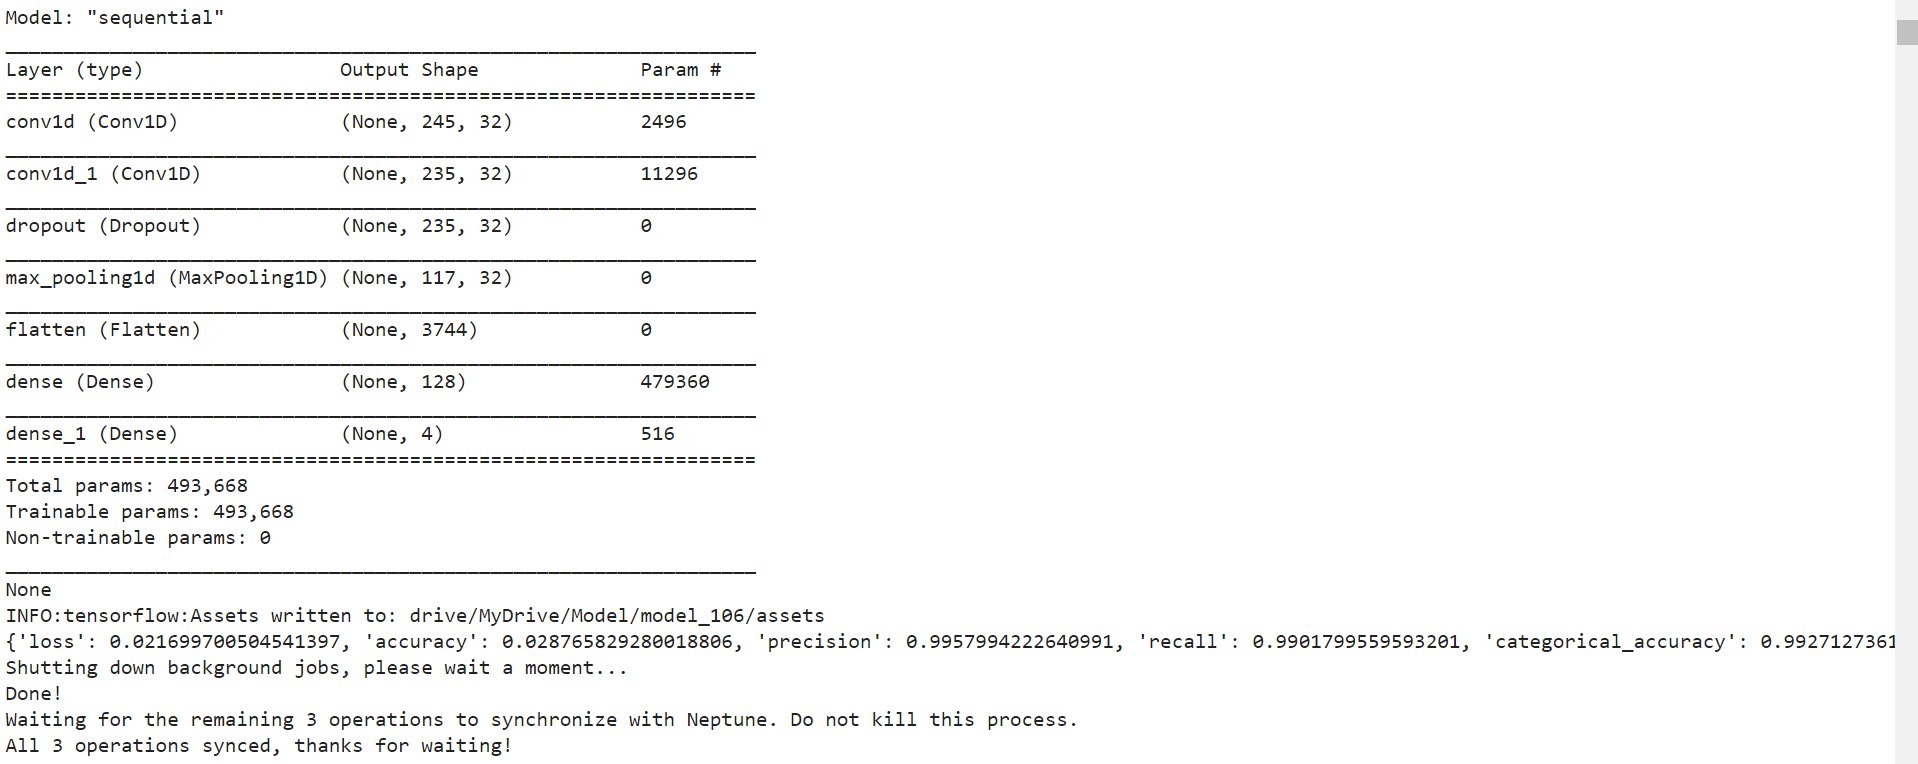 Model: "sequential"
_________________________________________________________________
Layer (type)                 Output Shape              Param #
=================================================================
conv1d (Conv1D)              (None, 245, 32)           2496
_________________________________________________________________
conv1d_1 (Conv1D)            (None, 235, 32)           11296
_________________________________________________________________
dropout (Dropout)            (None, 235, 32)           0
_________________________________________________________________
max_pooling1d (MaxPooling1D) (None, 117, 32)           0
_________________________________________________________________
flatten (Flatten)            (None, 3744)              0
_________________________________________________________________
dense (Dense)                (None, 128)               479360
_________________________________________________________________
dense_1 (Dense)              (None, 4)                 516
=================================================================
Total params: 493,668
Trainable params: 493,668
Non-trainable params: 0
_________________________________________________________________
None
INFO:tensorflow:Assets written to: drive/MyDrive/Model/model_106/assets
{'loss': 0.021699700504541397, 'accuracy': 0.028765829280018806, 'precision': 0.9957994222640991, 'recall': 0.9901799559593201, 'categorical_accuracy': 0.9927127361
Shutting down background jobs, please wait a moment...
Done!
Waiting for the remaining 3 operations to synchronize with Neptune. Do not kill this process.
All 3 operations synced, thanks for waiting!